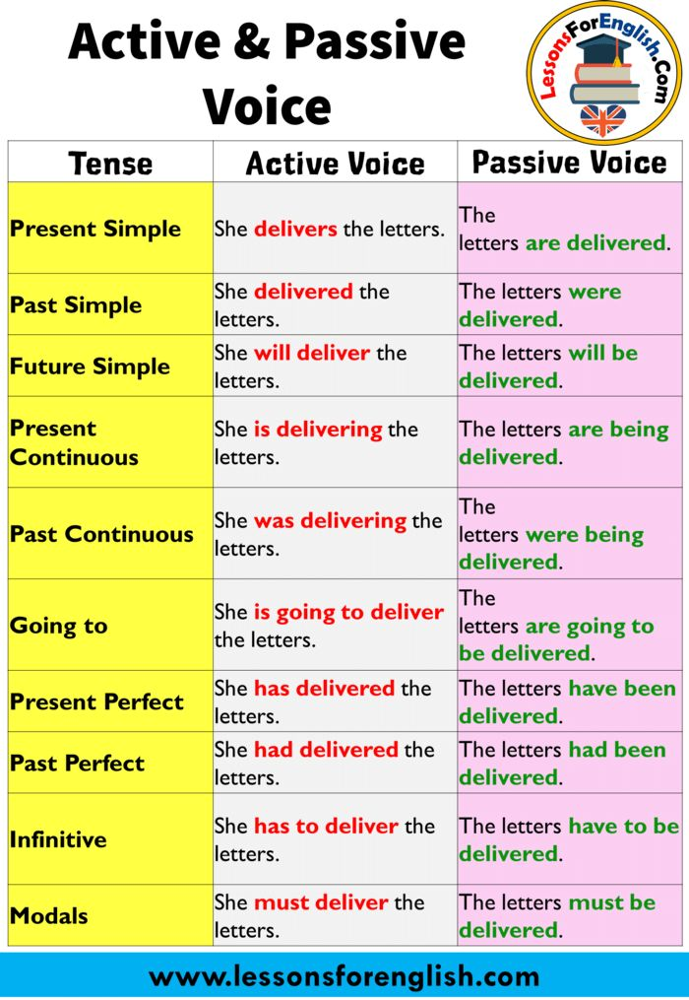 Active & Passive
Voice
LessonsForEnglish.Com
Tense
Active Voice
Passive Voice
Present Simple
She delivers the letters.
The
letters are delivered.
Past Simple
She delivered the
letters.
The letters were
delivered.
Future Simple
She will deliver the
letters.
The letters will be
delivered.
Present
Continuous
She is delivering the
letters.
The letters are being
delivered.
Past Continuous
She was delivering the
letters.
The
letters were being
delivered.
Going to
She is going to deliver
the letters.
The
letters are going to
be delivered.
Present Perfect
She has delivered the
letters.
The letters have been
delivered.
Past Perfect
She had delivered the
letters.
The letters had been
delivered.
Infinitive
She has to deliver the
letters.
The letters have to be
delivered.
Modals
She must deliver the
letters.
The letters must be
delivered.
www.lessonsforenglish.com